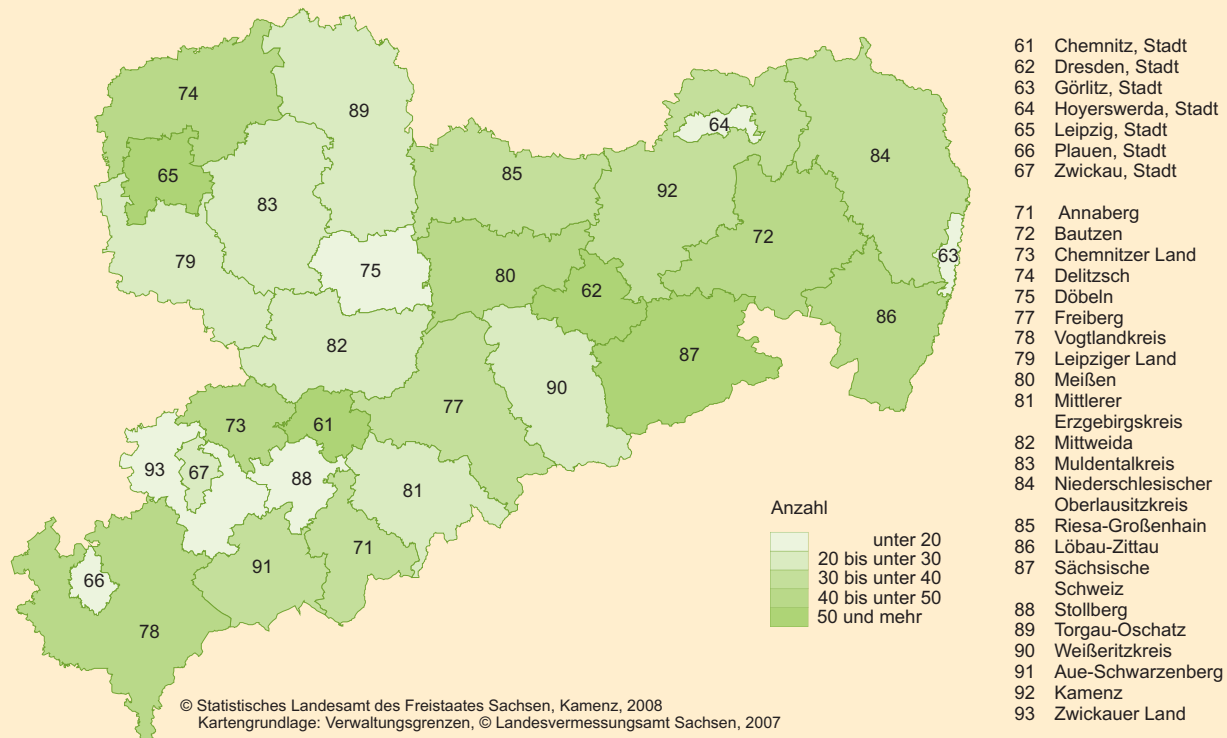 74
89
64
84
65
85
83
92
72
79
75
63
80
62
86
82
87
90
77
73
61
93
67
88
81
71
91
66
78
Anzahl
unter 20
20 bis unter 30
30 bis unter 40
40 bis unter 50
50 und mehr
61 Chemnitz, Stadt
62 Dresden, Stadt
63 Görlitz, Stadt
64 Hoyerswerda, Stadt
65 Leipzig, Stadt
66 Plauen, Stadt
67 Zwickau, Stadt
71 Annaberg
72 Bautzen
73 Chemnitzer Land
74 Delitzsch
75 Döbeln
77 Freiberg
78 Vogtlandkreis
79 Leipziger Land
80 Meißen
81 Mittlerer
Erzgebirgskreis
82 Mittweida
83 Muldentalkreis
84 Niederschlesischer
Oberlausitzkreis
85 Riesa-Großenhain
86 Löbau-Zittau
87 Sächsische
Schweiz
88 Stollberg
89 Torgau-Oschatz
90 Weißeritzkreis
91 Aue-Schwarzenberg
92 Kamenz
93 Zwickauer Land
© Statistisches Landesamt des Freistaates Sachsen, Kamenz, 2008
Kartengrundlage: Verwaltungsgrenzen, © Landesvermessungsamt Sachsen, 2007